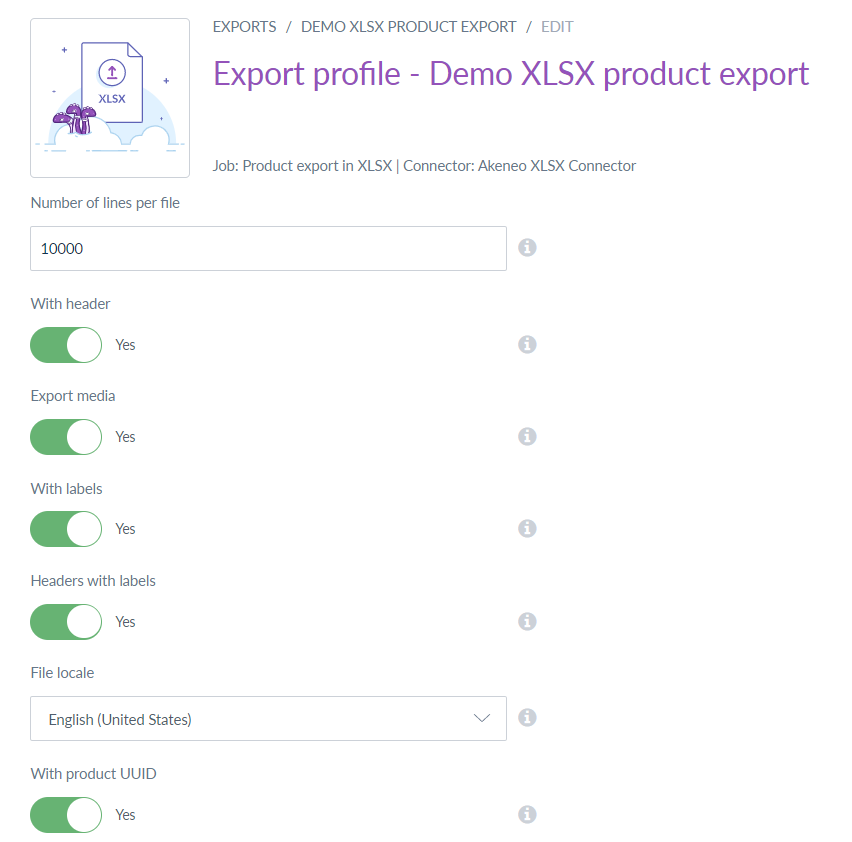 XLSX
EXPORTS / DEMO XLSX PRODUCT EXPORT / EDIT
Export profile - Demo XLSX product export
Job: Product export in XLSX | Connector: Akeneo XLSX Connector
Number of lines per file
10000
With header
Yes
Export media
Yes
With labels
Yes
Headers with labels
Yes
File locale
English (United States)
With product UUID
Yes